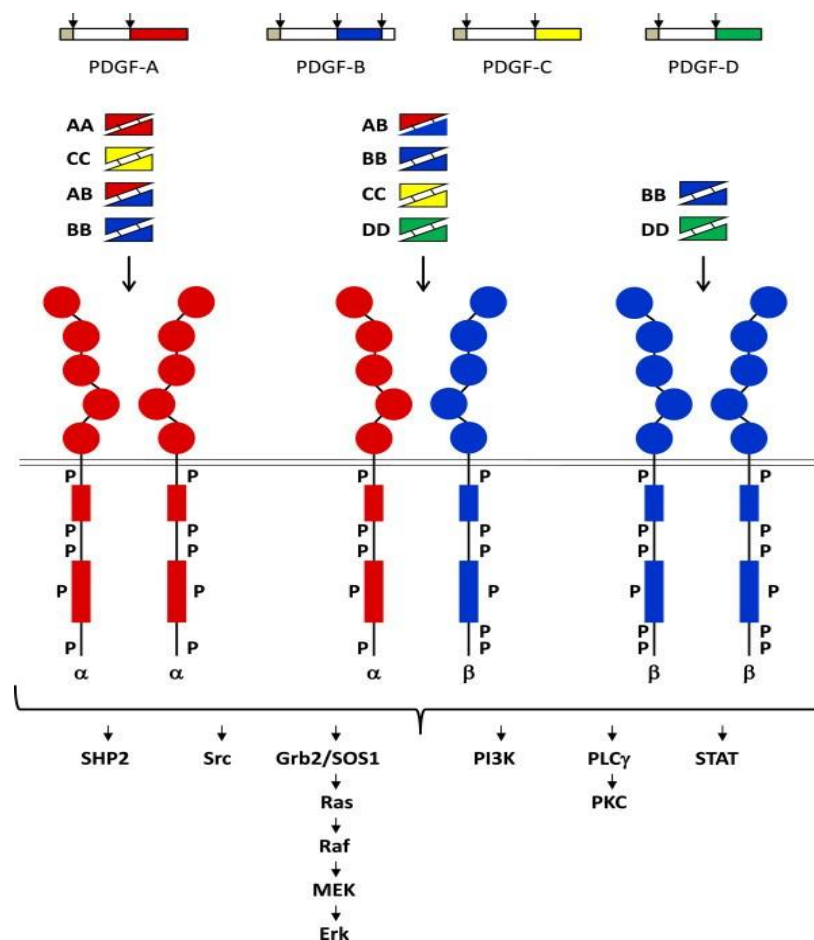 PDGF-A PDGF-B PDGF-C PDGF-D
AA AB
CC BB
AB CC BB
BB DD DD
P P P P P P
P P P P P P
P P P P P P
P P P P P P
P P P P
P P P P P P
α α α β β β
SHP2 Src Grb2/SOS1 PI3K PLCγ STAT
Ras PKC
Raf
MEK
Erk